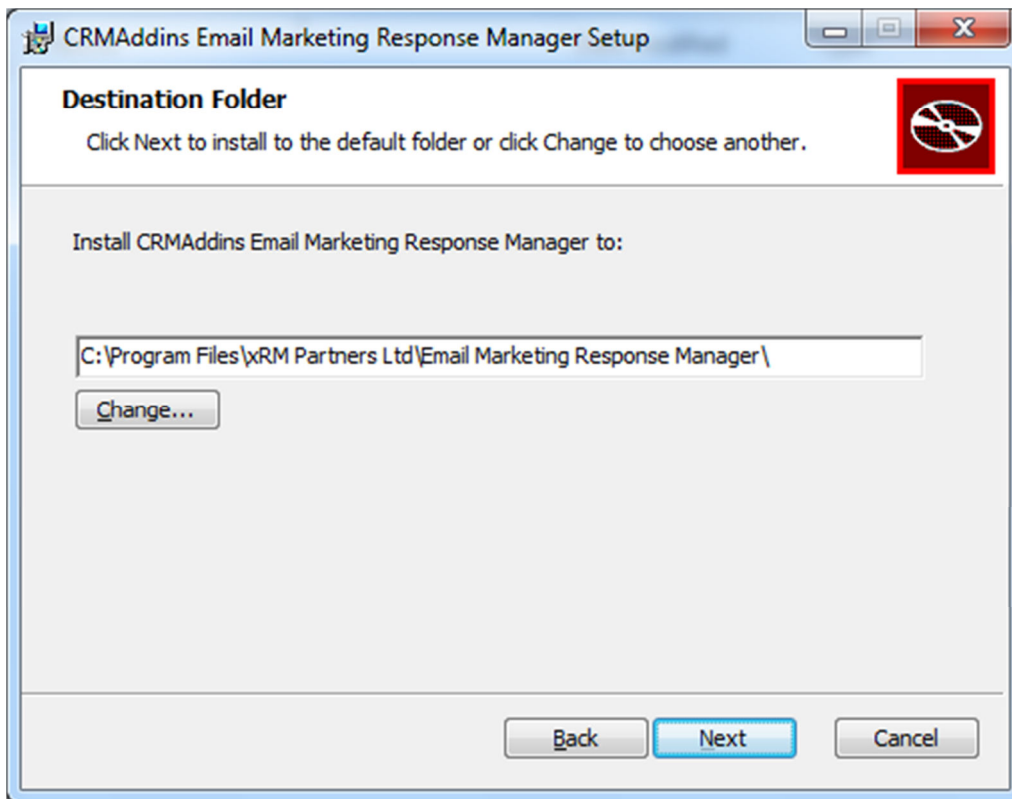 CRMAddins Email Marketing Response Manager Setup
Destination Folder
Click Next to install to the default folder or click Change to choose another.
Install CRMAddins Email Marketing Response Manager to:
C:\Program Files\xRM Partners Ltd\Email Marketing Response Manager\
Change...
Back Next Cancel